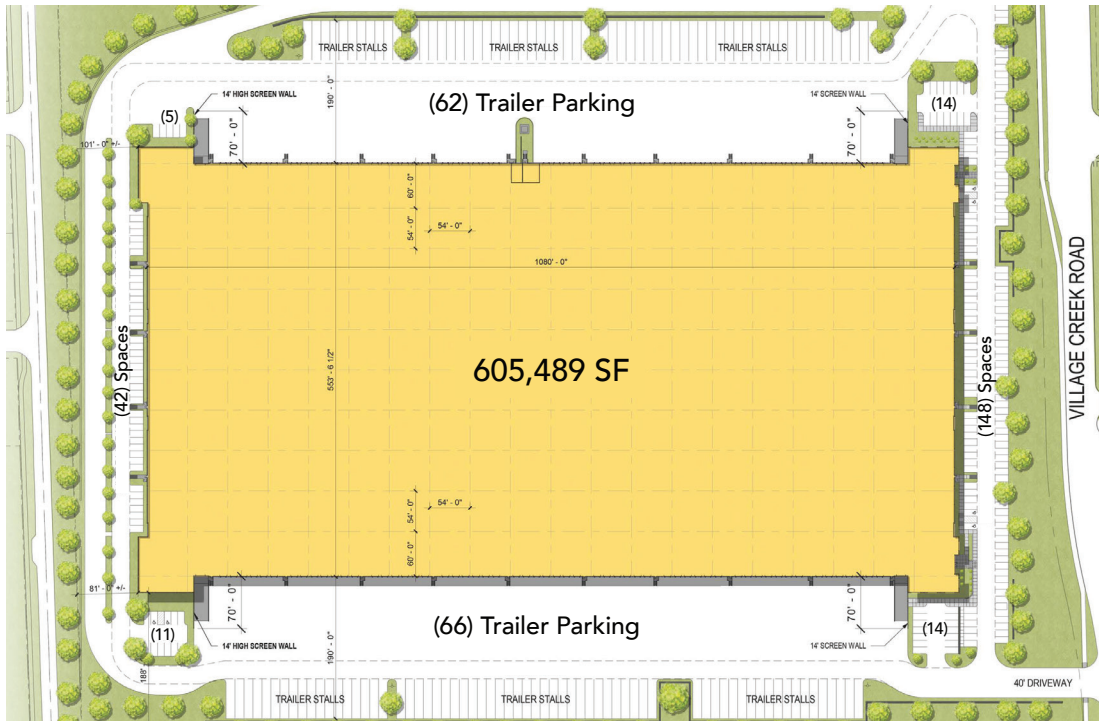 TRAILER STALLS
TRAILER STALLS
TRAILER STALLS
14' HIGH SCREEN WALL
190' - 0"
(62) Trailer Parking
14' SCREEN WALL
(14)
(5)
70' - 0"
70' - 0"
101' - 0" +/-
60' - 0"
54' - 0"
54' - 0"
1080' - 0"
VILLAGE CREEK ROAD
(42) Spaces
553' - 6 1/2"
605,489 SF
(148) Spaces
54' - 0"
54' - 0"
60' - 0"
81' - 0" +/-
70' - 0"
70' - 0"
(11)
(66) Trailer Parking
(14)
14' HIGH SCREEN WALL
190' - 0"
14' SCREEN WALL
188'
40' DRIVEWAY
TRAILER STALLS
TRAILER STALLS
TRAILER STALLS